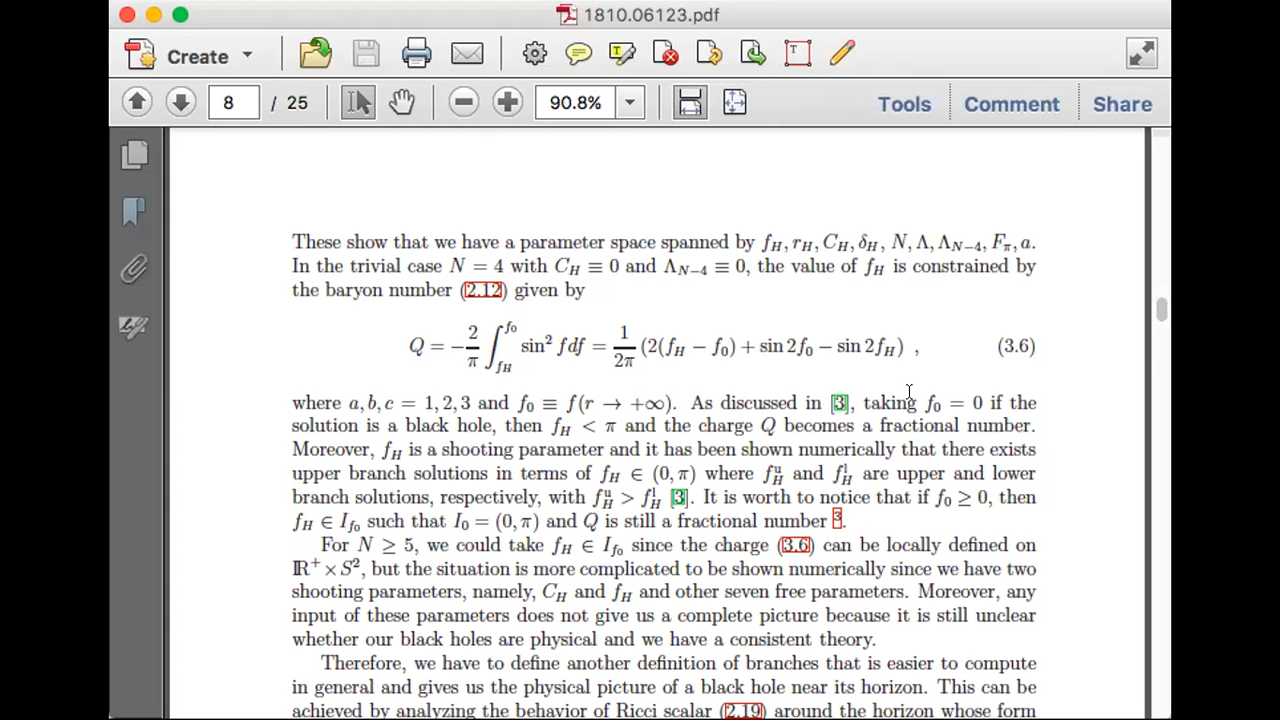 1810.06123.pdf
Create
8 / 25
90.8%
Tools
Comment
Share
These show that we have a parameter space spanned by f_H, r_H, C_H, δ_H, N, Λ, Λ_{N−4}, F_π, a.
In the trivial case N = 4 with C_H ≡ 0 and Λ_{N−4} ≡ 0, the value of f_H is constrained by
the baryon number (2.12) given by
Q = −\frac{2}{π} ∫_{f_H}^{f_0} sin² f df = \frac{1}{2π} (2(f_H − f_0) + sin 2f_0 − sin 2f_H) , (3.6)
where a, b, c = 1, 2, 3 and f_0 ≡ f(r → +∞). As discussed in [3], taking f_0 = 0 if the
solution is a black hole, then f_H < π and the charge Q becomes a fractional number.
Moreover, f_H is a shooting parameter and it has been shown numerically that there exists
upper branch solutions in terms of f_H ∈ (0, π) where f_H^u and f_H^l are upper and lower
branch solutions, respectively, with f_H^u > f_H^l [3]. It is worth to notice that if f_0 ≥ 0, then
f_H ∈ I_{f_0} such that I_0 = (0, π) and Q is still a fractional number ³.
For N ≥ 5, we could take f_H ∈ I_{f_0} since the charge (3.6) can be locally defined on
ℝ⁺ × S², but the situation is more complicated to be shown numerically since we have two
shooting parameters, namely, C_H and f_H and other seven free parameters. Moreover, any
input of these parameters does not give us a complete picture because it is still unclear
whether our black holes are physical and we have a consistent theory.
Therefore, we have to define another definition of branches that is easier to compute
in general and gives us the physical picture of a black hole near its horizon. This can be
achieved by analyzing the behavior of Ricci scalar (2.19) around the horizon whose form